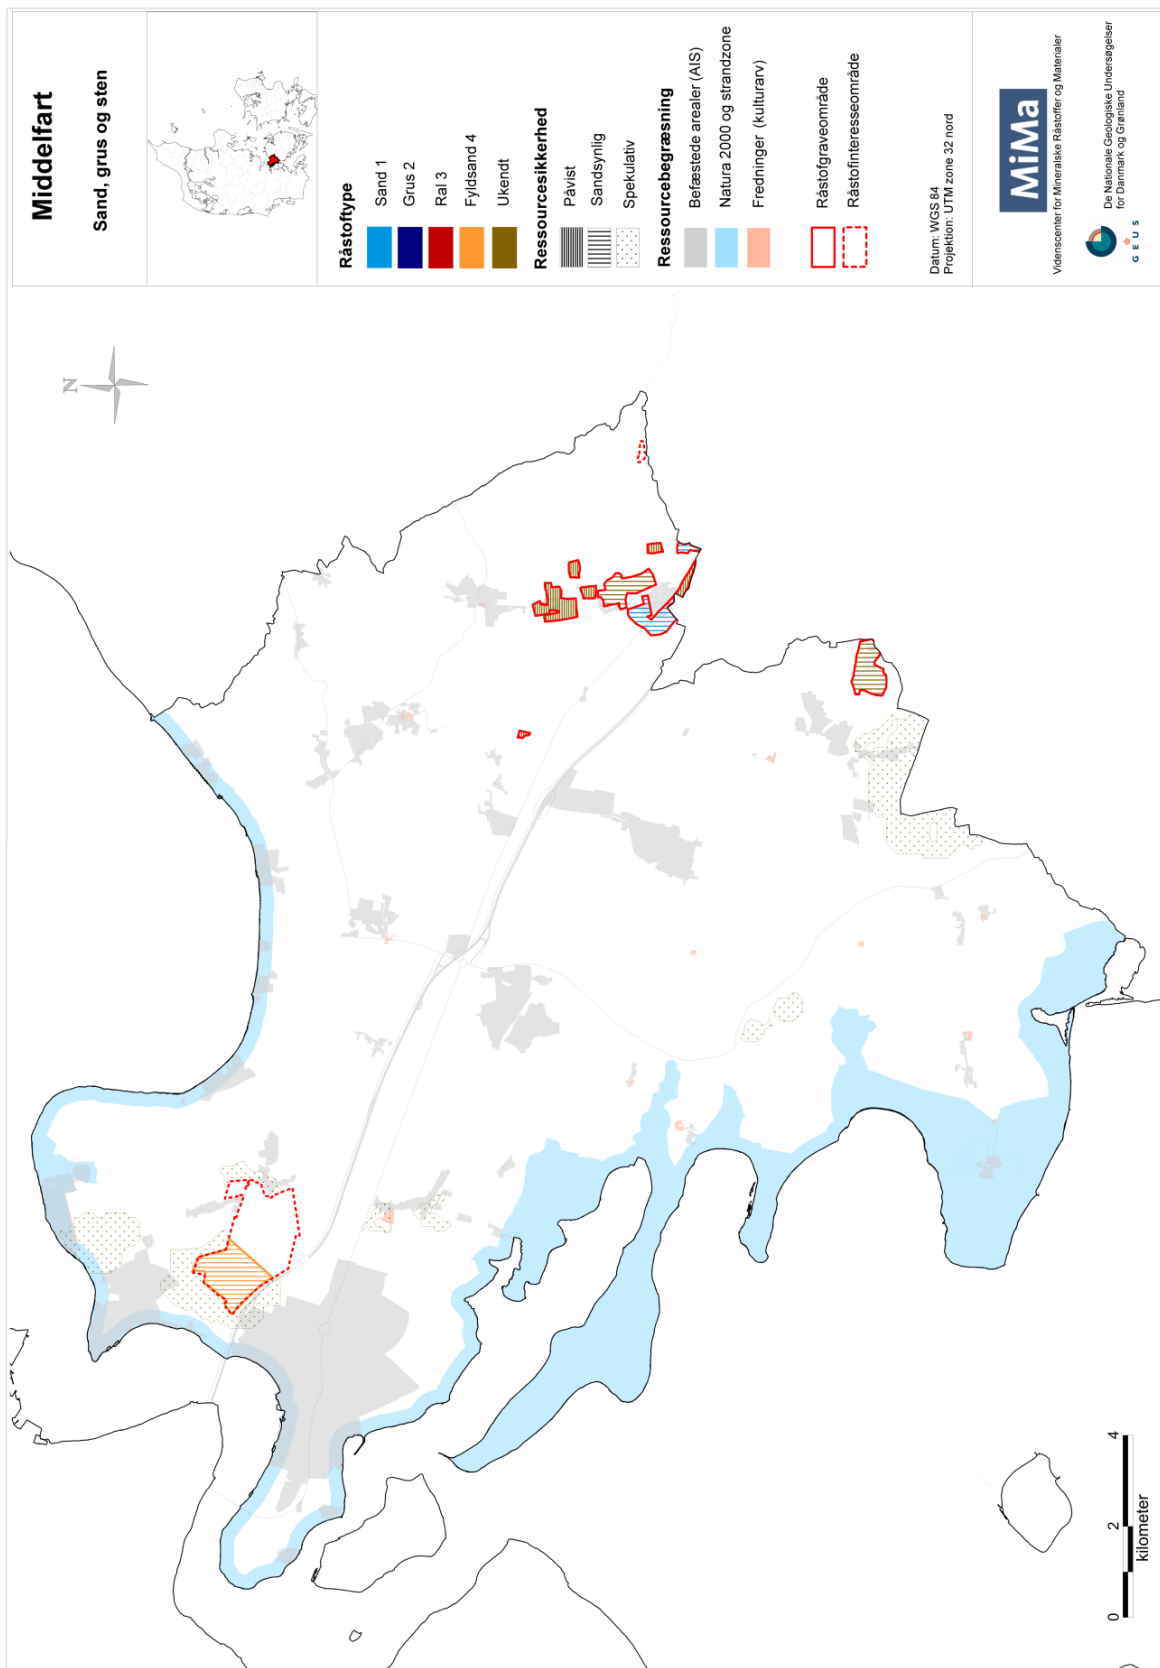 Middelfart
Sand, grus og sten
Råstoftype
Sand 1
Grus 2
Ral 3
Fyldsand 4
Ukendt
Ressourcesikkerhed
Påvist
Sandsynlig
Spekulativ
Ressourcebegræsning
Befæstede arealer (AIS)
Natura 2000 og strandzone
Fredninger (kulturarv)
Råstofgraveområde
Råstofinteresseområde
Datum: WGS 84
Projektion: UTM zone 32 nord
MiMa
Videnscenter for Mineralske Råstoffer og Materialer
G E U S
De Nationale Geologiske Undersøgelser
for Danmark og Grønland
N
0 2 4
kilometer